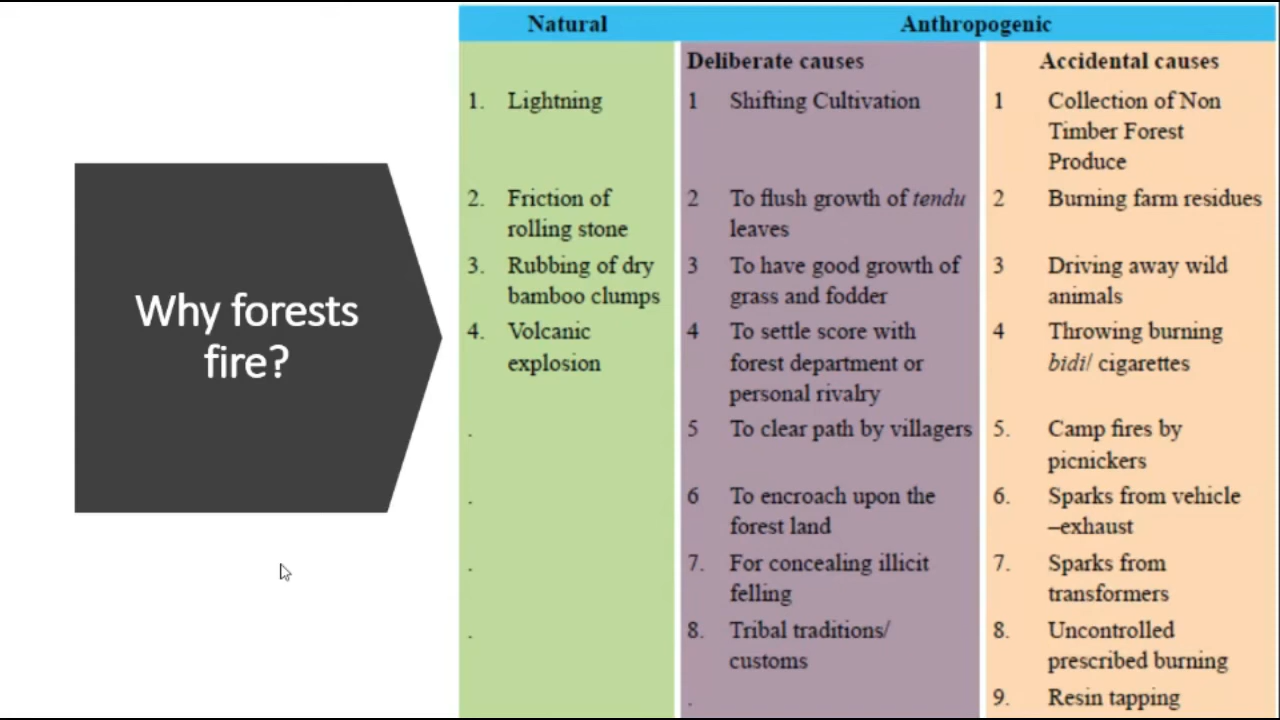 Why forests
fire?
Natural
Anthropogenic
1. Lightning
2. Friction of
rolling stone
3. Rubbing of dry
bamboo clumps
4. Volcanic
explosion
.
.
.
.
Deliberate causes
1 Shifting Cultivation
2 To flush growth of tendu
leaves
3 To have good growth of
grass and fodder
4 To settle score with
forest department or
personal rivalry
5 To clear path by villagers
6 To encroach upon the
forest land
7. For concealing illicit
felling
8. Tribal traditions/
customs
.
Accidental causes
1 Collection of Non
Timber Forest
Produce
2 Burning farm residues
3 Driving away wild
animals
4 Throwing burning
bidi/ cigarettes
5. Camp fires by
picnickers
6. Sparks from vehicle
–exhaust
7. Sparks from
transformers
8. Uncontrolled
prescribed burning
9. Resin tapping